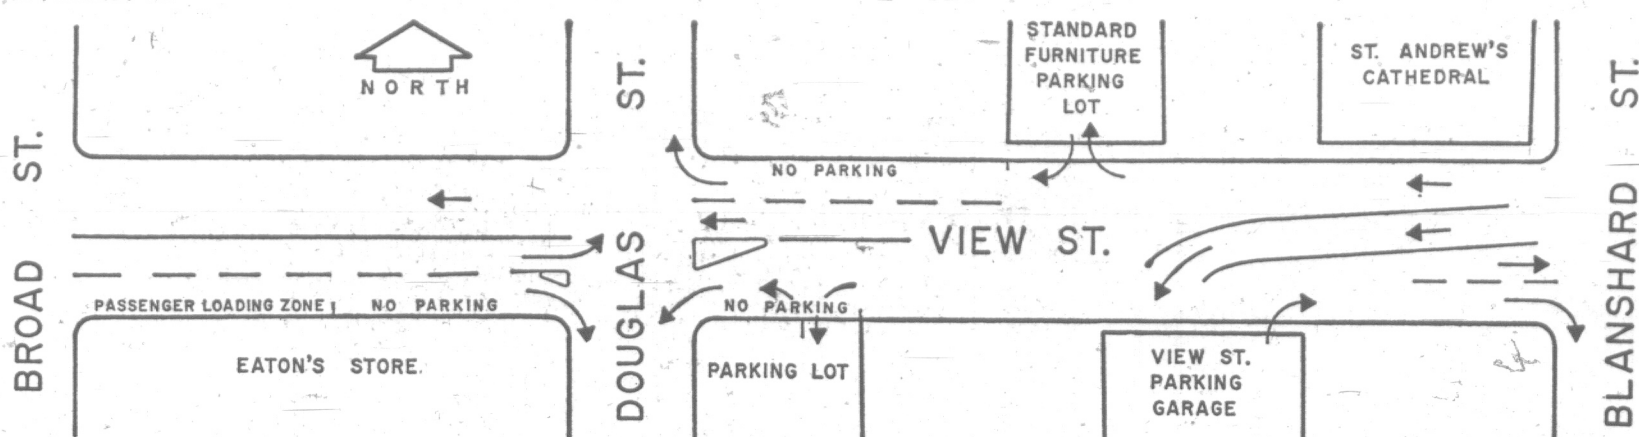 NORTH
STANDARD
FURNITURE
PARKING
LOT
ST. ANDREW'S
CATHEDRAL
BROAD ST.
DOUGLAS ST.
BLANSHARD ST.
NO PARKING
VIEW ST.
PASSENGER LOADING ZONE
NO PARKING
NO PARKING
EATON'S STORE
PARKING LOT
VIEW ST.
PARKING
GARAGE